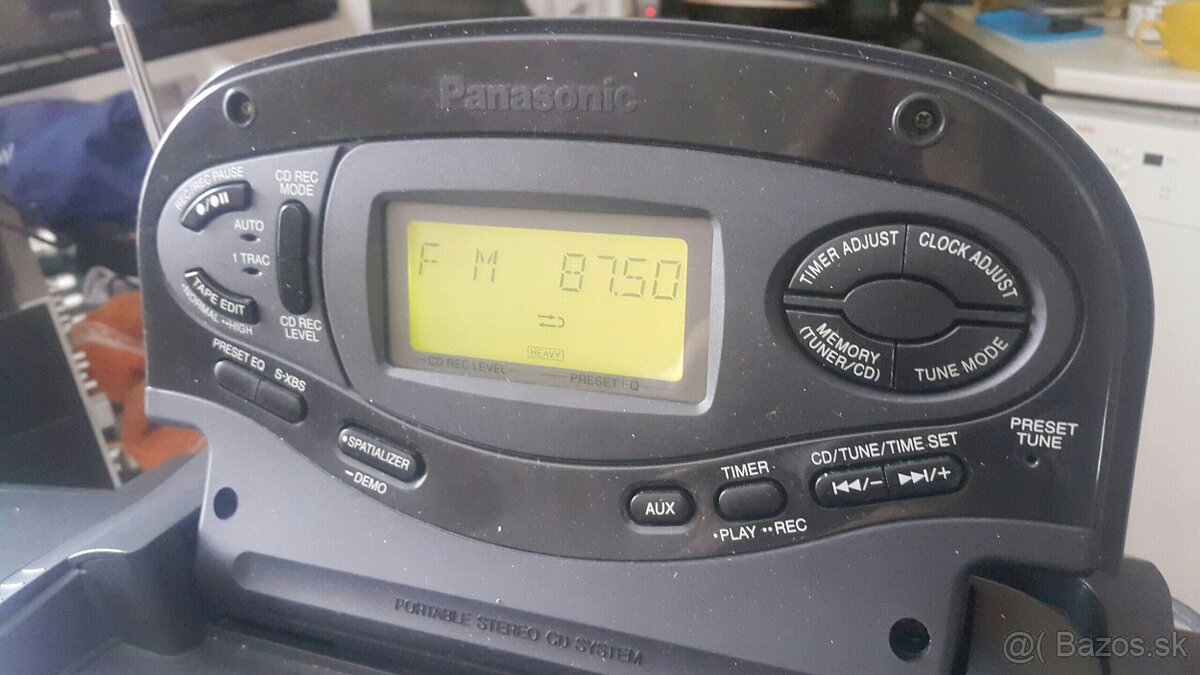 Panasonic
REC/REC PAUSE
●/●II
CD REC
MODE
AUTO
1 TRAC
TAPE EDIT
•NORMAL ••HIGH
CD REC
LEVEL
PRESET EQ
S-XBS
FM 87.50
HEAVY
CD REC LEVEL
PRESET EQ
TIMER ADJUST
CLOCK ADJUST
MEMORY
(TUNER/CD)
TUNE MODE
•SPATIALIZER
–DEMO
AUX
TIMER
•PLAY ••REC
CD/TUNE/TIME SET
I◀◀/–
▶▶I/+
PRESET
TUNE
PORTABLE STEREO CD SYSTEM
@( Bazos.sk